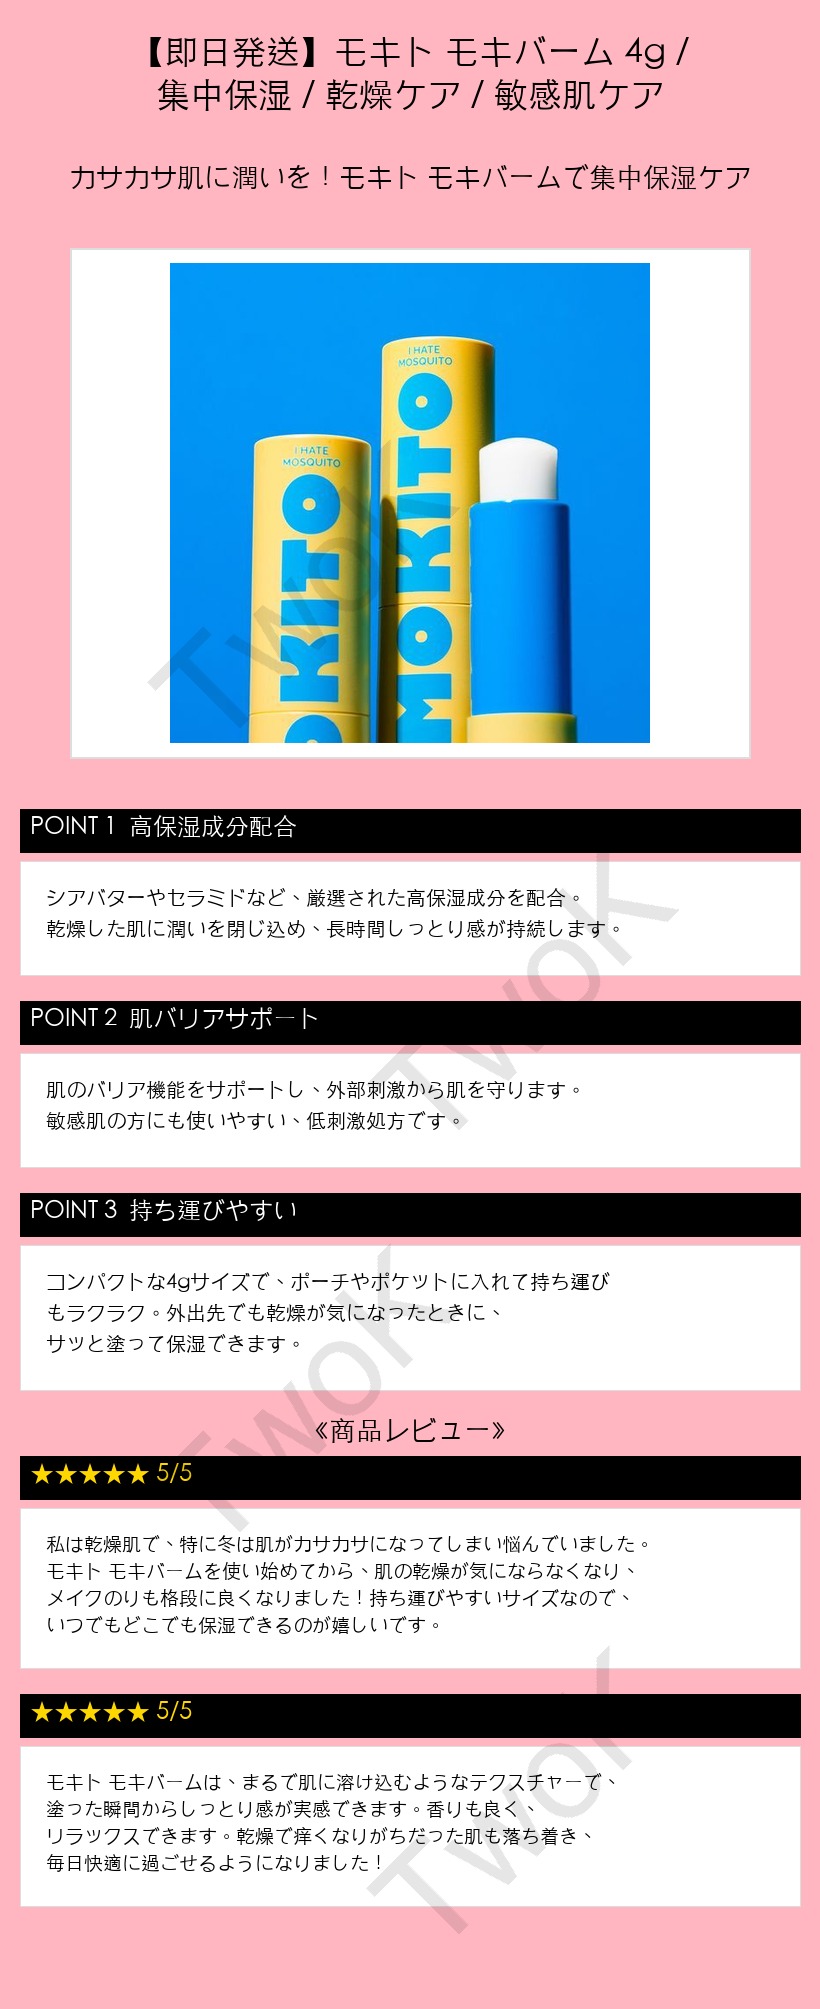 【即日発送】モキト モキバーム 4g /
集中保湿 / 乾燥ケア / 敏感肌ケア
カサカサ肌に潤いを！モキト モキバームで集中保湿ケア
I HATE
MOSQUITO
MOKITO
I HATE
MOSQUITO
OKITO
TwoK
POINT 1 高保湿成分配合
シアバターやセラミドなど、厳選された高保湿成分を配合。
乾燥した肌に潤いを閉じ込め、長時間しっとり感が持続します。
TwoK
POINT 2 肌バリアサポート
肌のバリア機能をサポートし、外部刺激から肌を守ります。
敏感肌の方にも使いやすい、低刺激処方です。
POINT 3 持ち運びやすい
コンパクトな4gサイズで、ポーチやポケットに入れて持ち運び
もラクラク。外出先でも乾燥が気になったときに、
サッと塗って保湿できます。
TwoK
《商品レビュー》
★★★★★ 5/5
私は乾燥肌で、特に冬は肌がカサカサになってしまい悩んでいました。
モキト モキバームを使い始めてから、肌の乾燥が気にならなくなり、
メイクのりも格段に良くなりました！持ち運びやすいサイズなので、
いつでもどこでも保湿できるのが嬉しいです。
★★★★★ 5/5
モキト モキバームは、まるで肌に溶け込むようなテクスチャーで、
塗った瞬間からしっとり感が実感できます。香りも良く、
リラックスできます。乾燥で痒くなりがちだった肌も落ち着き、
毎日快適に過ごせるようになりました！
TwoK